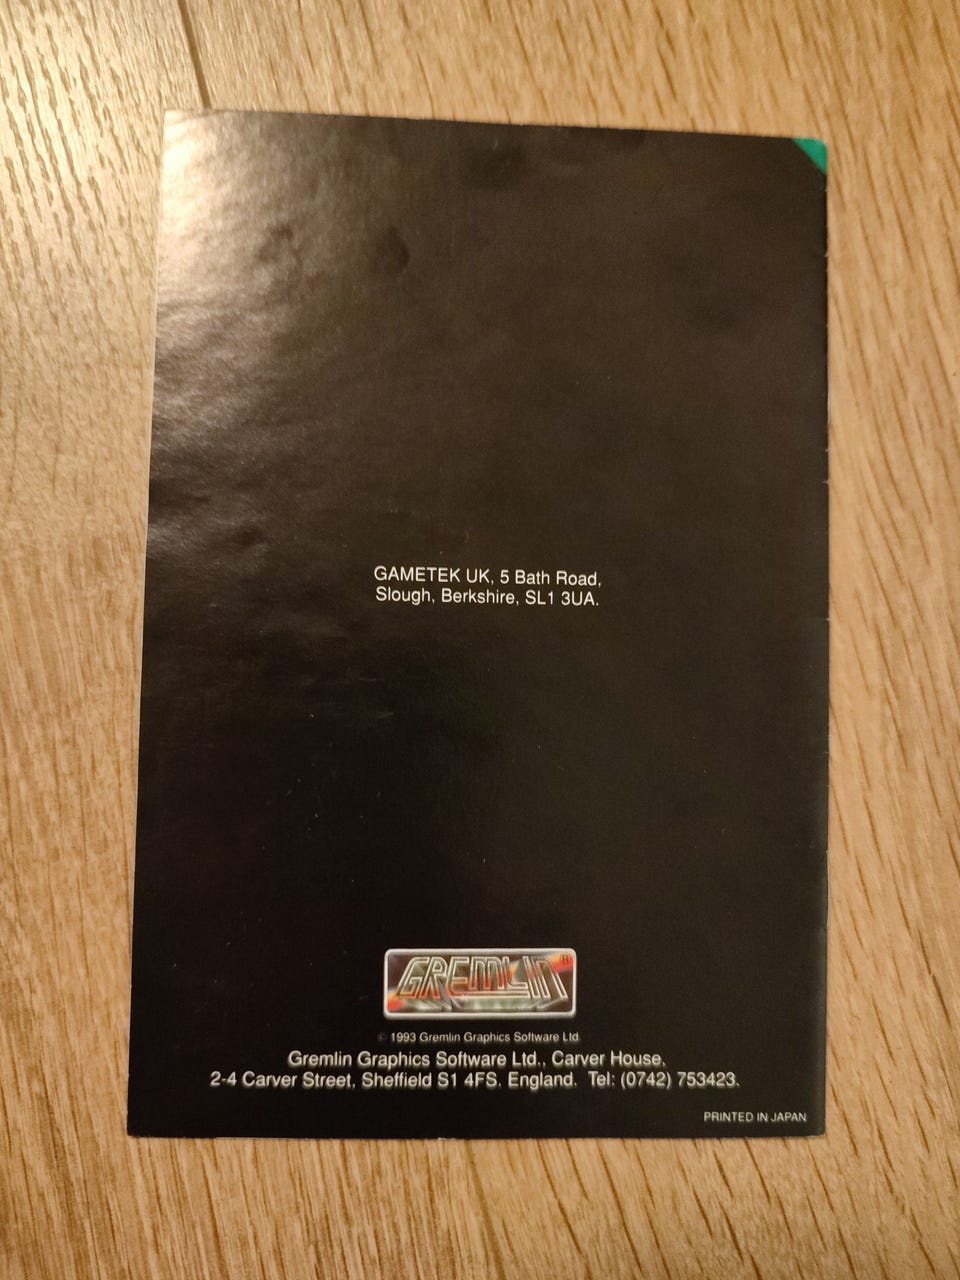 GAMETEK UK, 5 Bath Road,
Slough, Berkshire, SL1 3UA.
GREMLIN ®
© 1993 Gremlin Graphics Software Ltd.
Gremlin Graphics Software Ltd., Carver House.
2-4 Carver Street, Sheffield S1 4FS. England. Tel: (0742) 753423.
PRINTED IN JAPAN